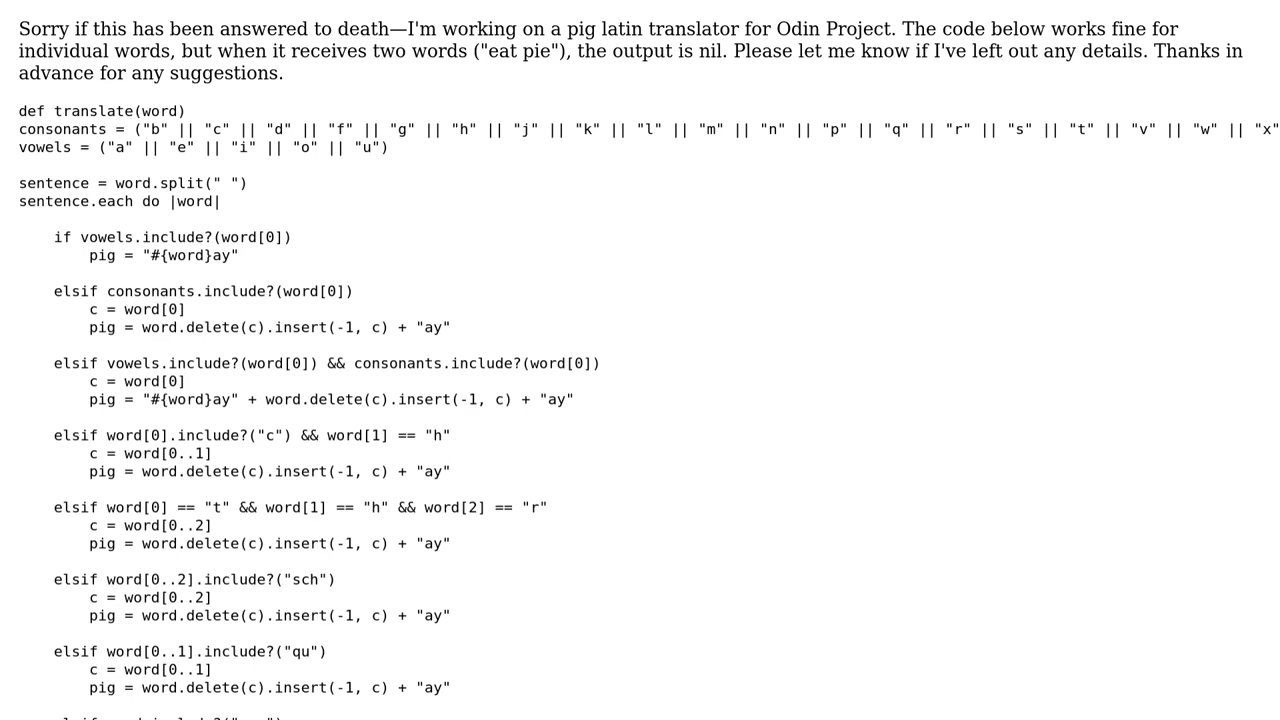 Sorry if this has been answered to death—I'm working on a pig latin translator for Odin Project. The code below works fine for
individual words, but when it receives two words ("eat pie"), the output is nil. Please let me know if I've left out any details. Thanks in
advance for any suggestions.
def translate(word)
consonants = ("b" || "c" || "d" || "f" || "g" || "h" || "j" || "k" || "l" || "m" || "n" || "p" || "q" || "r" || "s" || "t" || "v" || "w" || "x"
vowels = ("a" || "e" || "i" || "o" || "u")
sentence = word.split(" ")
sentence.each do |word|
    if vowels.include?(word[0])
        pig = "#{word}ay"
    elsif consonants.include?(word[0])
        c = word[0]
        pig = word.delete(c).insert(-1, c) + "ay"
    elsif vowels.include?(word[0]) && consonants.include?(word[0])
        c = word[0]
        pig = "#{word}ay" + word.delete(c).insert(-1, c) + "ay"
    elsif word[0].include?("c") && word[1] == "h"
        c = word[0..1]
        pig = word.delete(c).insert(-1, c) + "ay"
    elsif word[0] == "t" && word[1] == "h" && word[2] == "r"
        c = word[0..2]
        pig = word.delete(c).insert(-1, c) + "ay"
    elsif word[0..2].include?("sch")
        c = word[0..2]
        pig = word.delete(c).insert(-1, c) + "ay"
    elsif word[0..1].include?("qu")
        c = word[0..1]
        pig = word.delete(c).insert(-1, c) + "ay"